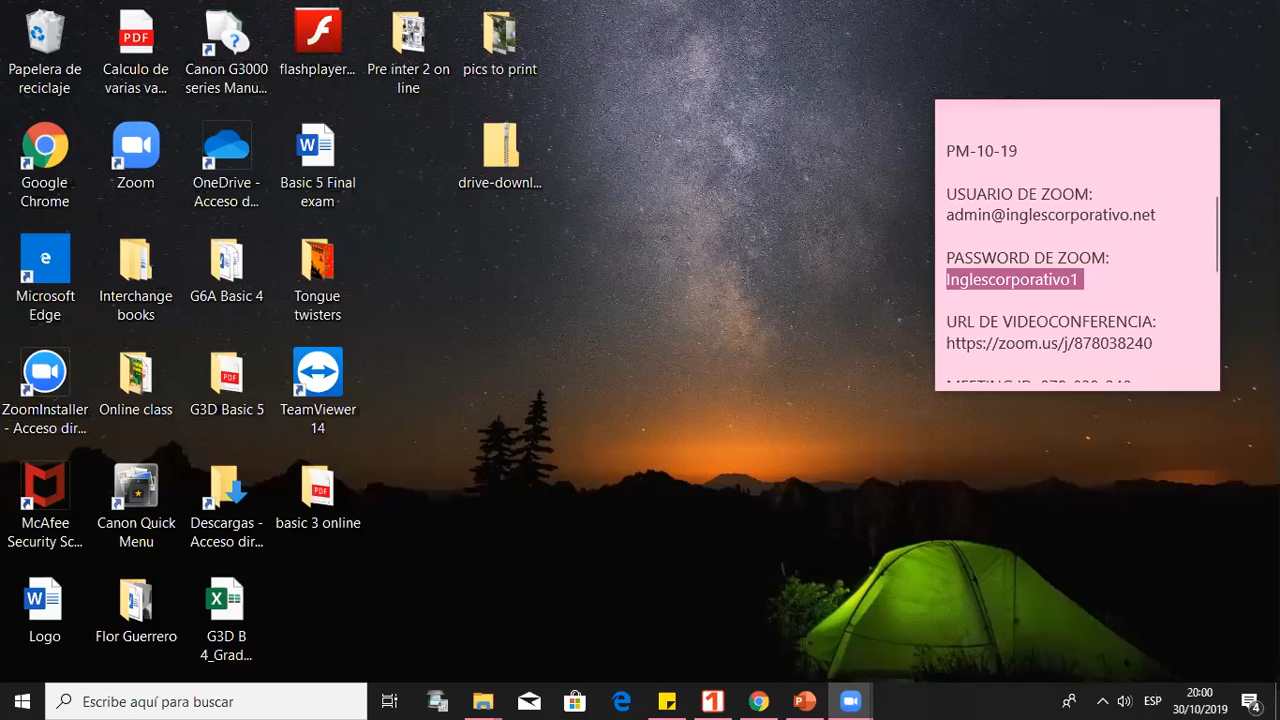 Papelera de
reciclaje
PDF
Calculo de
varias va...
Canon G3000
series Manu...
flashplayer...
Pre inter 2 on
line
pics to print
Google
Chrome
Zoom
OneDrive -
Acceso d...
Basic 5 Final
exam
drive-downl...
Microsoft
Edge
Interchange
books
G6A Basic 4
Tongue
twisters
ZoomInstaller
- Acceso dir...
Online class
PDF
G3D Basic 5
TeamViewer
14
McAfee
Security Sc...
Canon Quick
Menu
Descargas -
Acceso dir...
PDF
basic 3 online
Logo
Flor Guerrero
G3D B
4_Grad...
PM-10-19
USUARIO DE ZOOM:
admin@inglescorporativo.net
PASSWORD DE ZOOM:
Inglescorporativo1
URL DE VIDEOCONFERENCIA:
https://zoom.us/j/878038240
Escribe aquí para buscar
ESP
20:00
30/10/2019
4